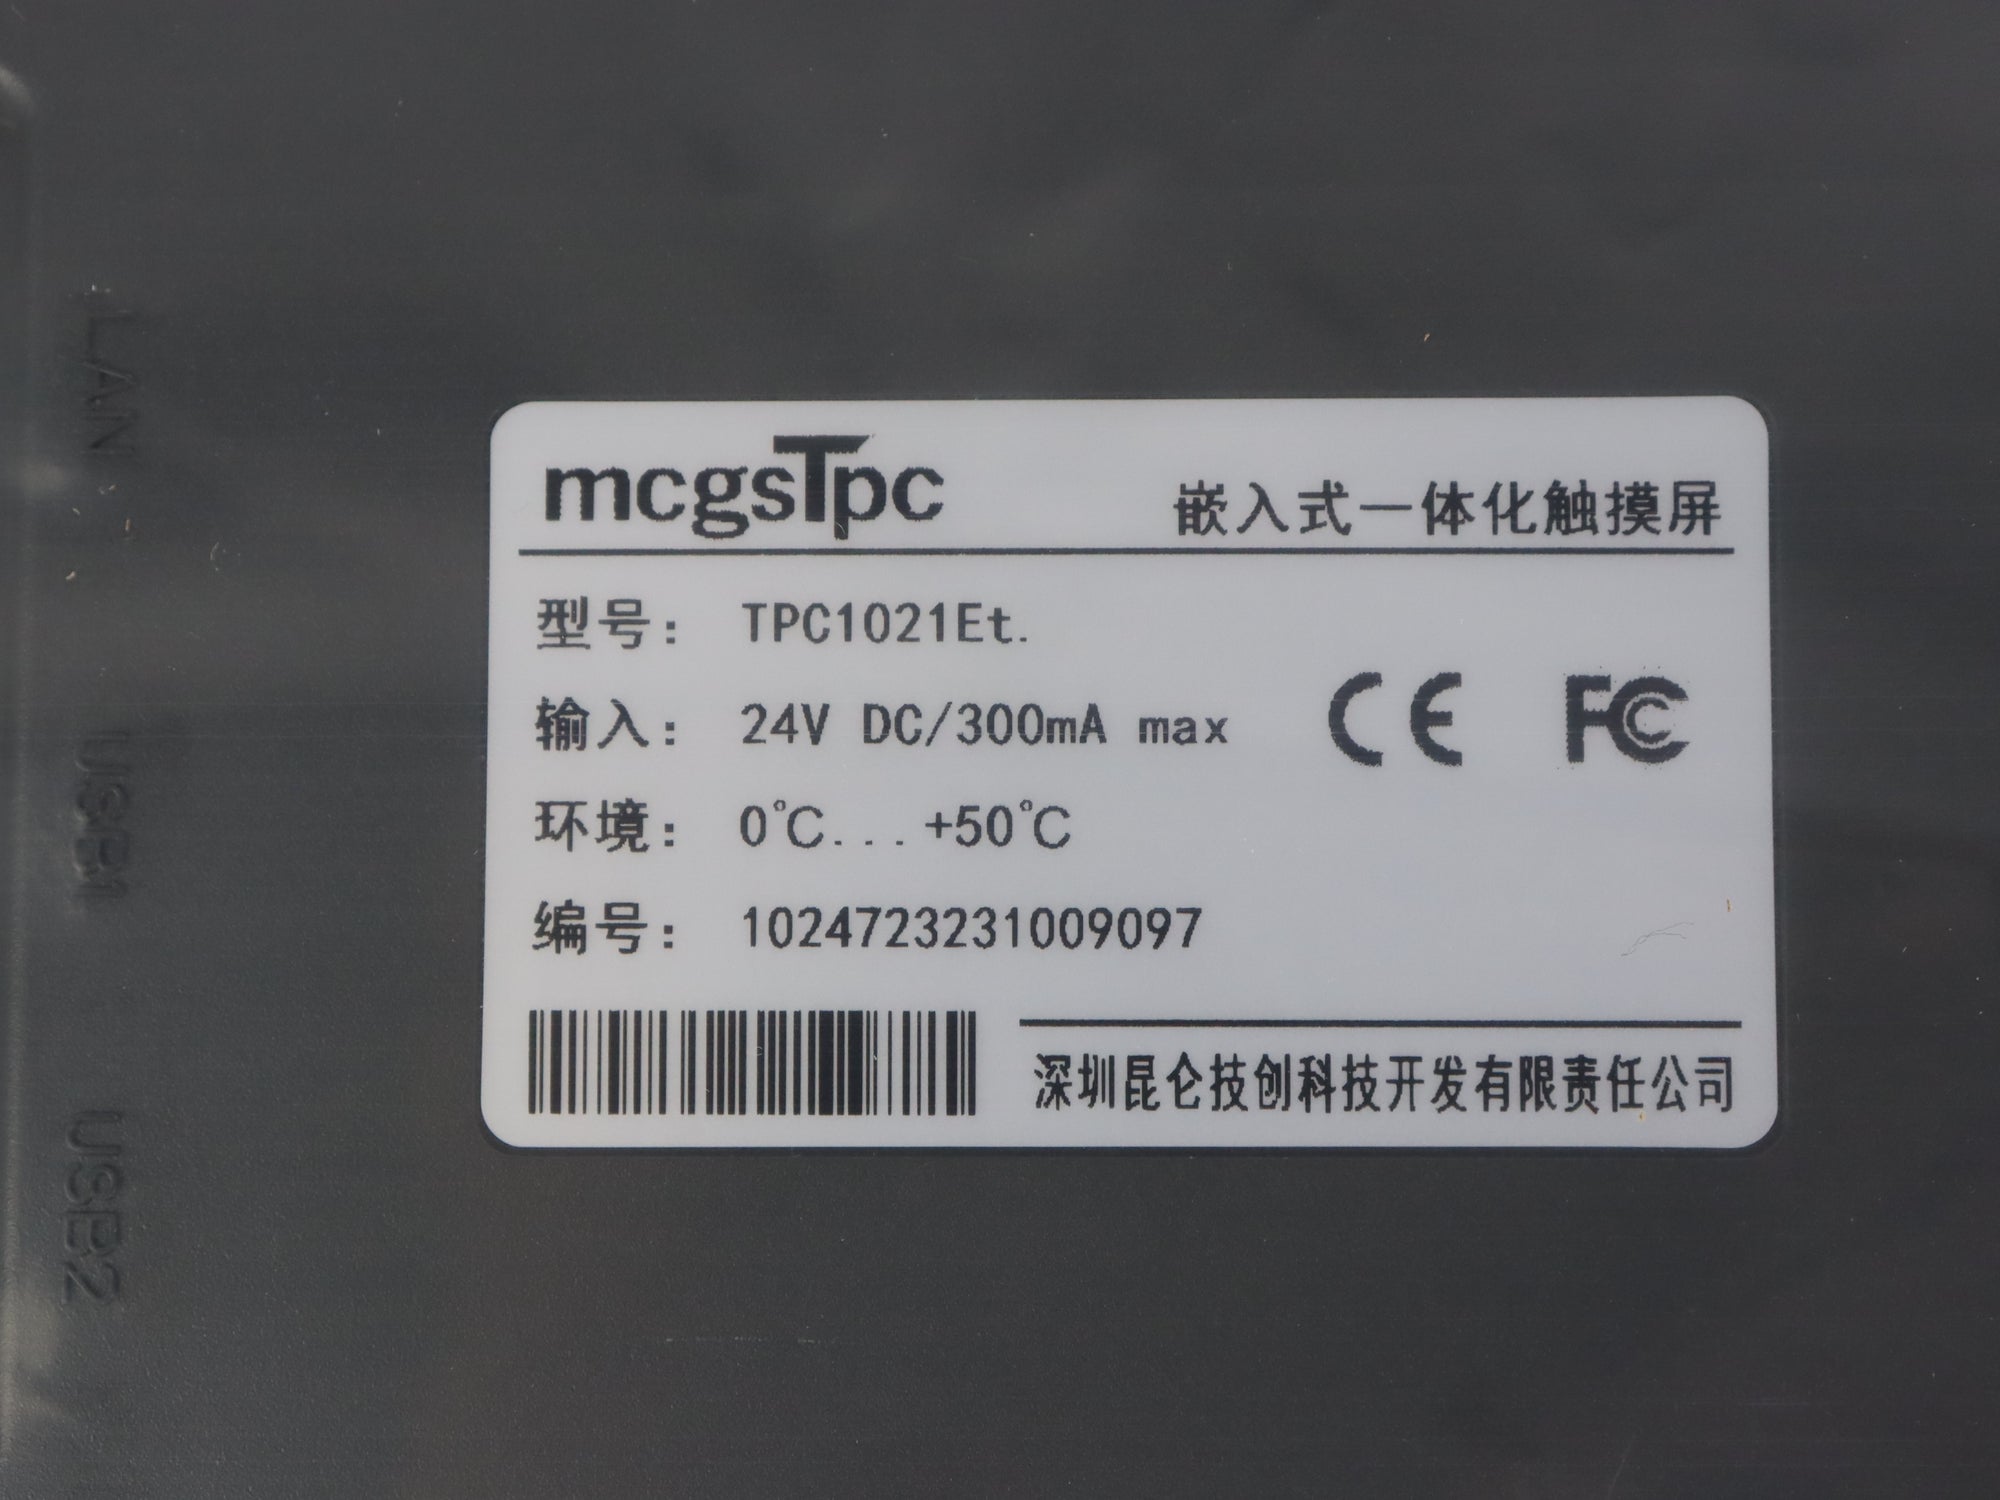 mcgsTpc
嵌入式一体化触摸屏
型号： TPC1021Et.
输入： 24V DC/300mA max
CE FC
环境： 0℃...+50℃
编号： 1024723231009097
深圳昆仑技创科技开发有限责任公司
LAN
USB1
USB2